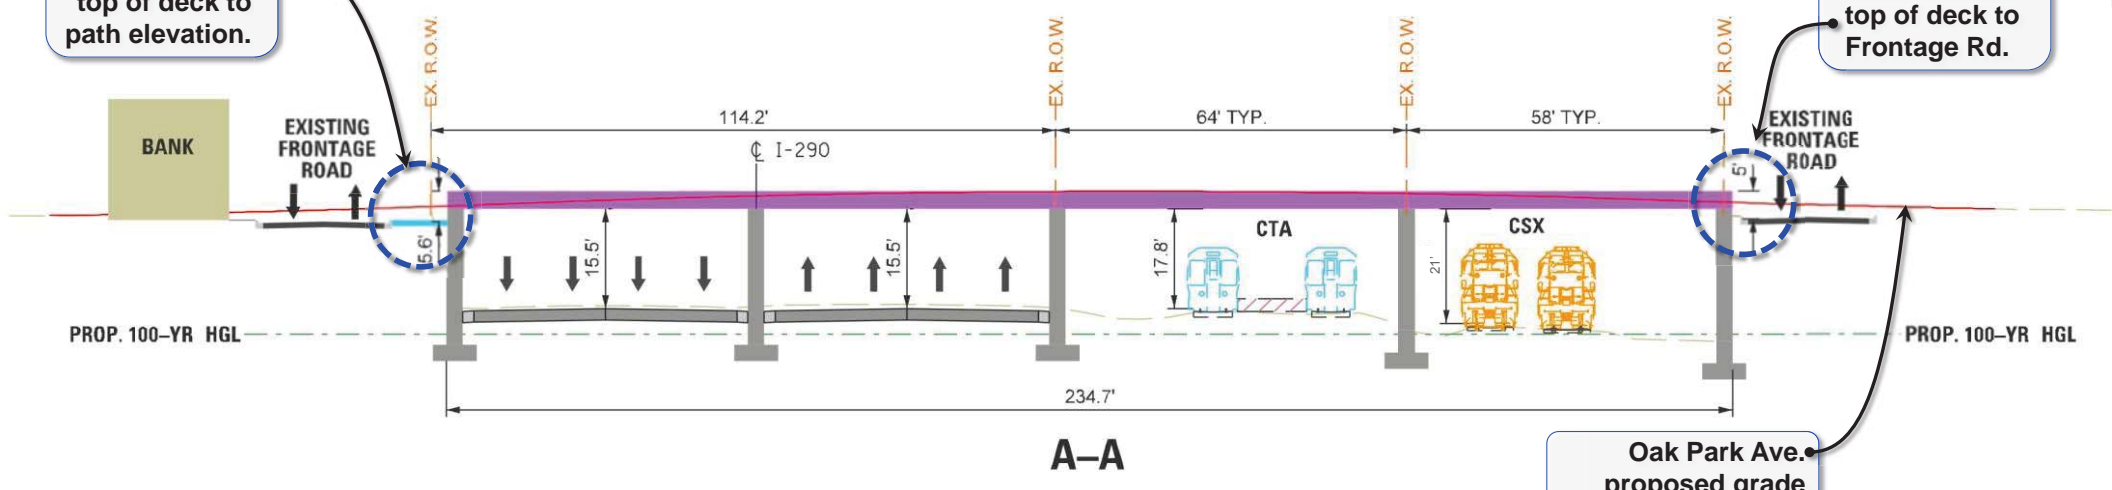 top of deck to
path elevation.
top of deck to
Frontage Rd.
EX. R.O.W.
EX. R.O.W.
EX. R.O.W.
EX. R.O.W.
114.2'
64' TYP.
58' TYP.
BANK
EXISTING
FRONTAGE
ROAD
℄ I-290
EXISTING
FRONTAGE
ROAD
5'
5.6'
15.5'
15.5'
17.8'
CTA
21'
CSX
PROP. 100–YR HGL
PROP. 100–YR HGL
234.7'
A–A
Oak Park Ave.
proposed grade